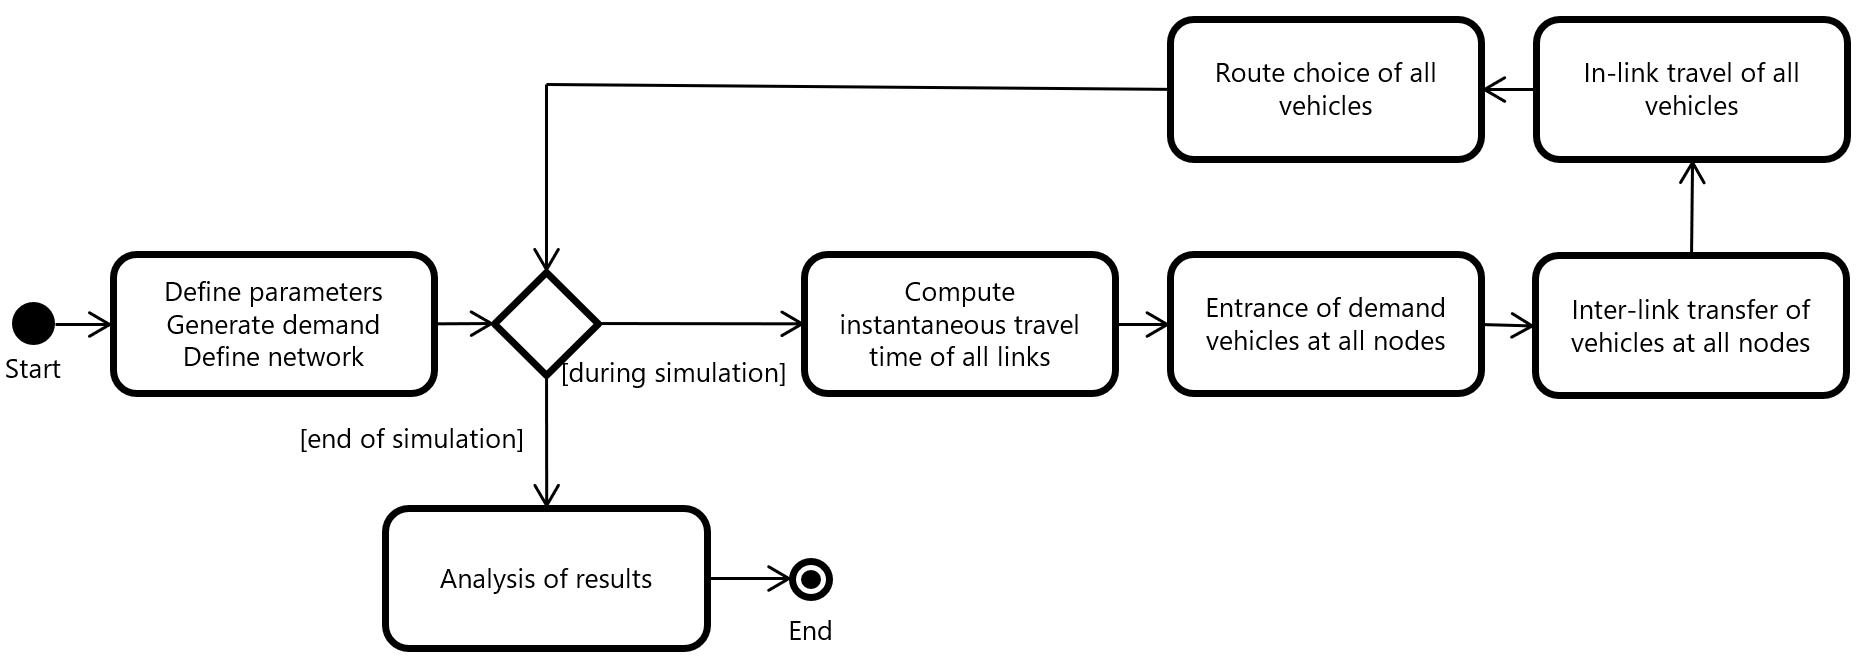 Route choice of all
vehicles
In-link travel of all
vehicles
Start
Define parameters
Generate demand
Define network
[during simulation]
[end of simulation]
Compute
instantaneous travel
time of all links
Entrance of demand
vehicles at all nodes
Inter-link transfer of
vehicles at all nodes
Analysis of results
End